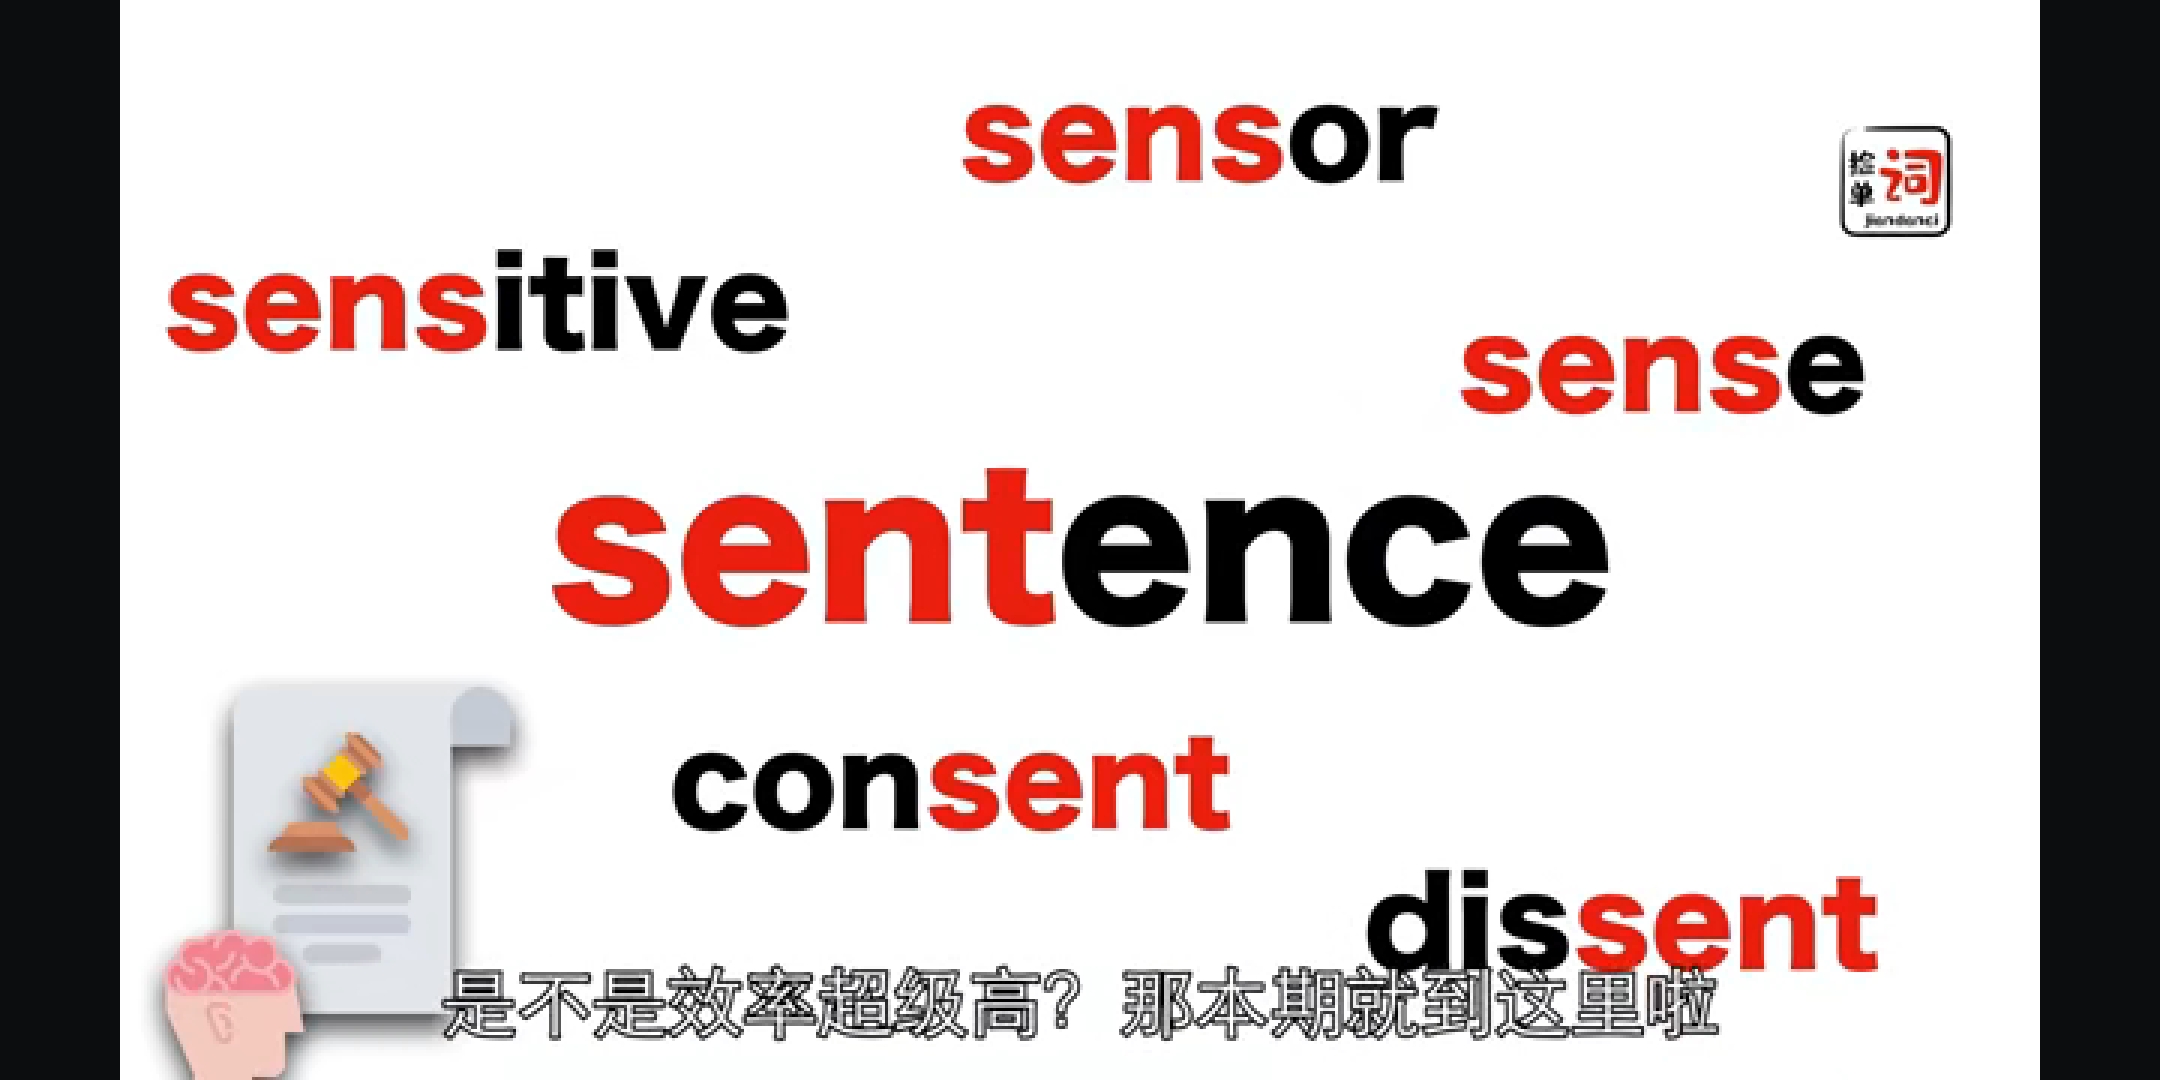 sensor
捡单词
jiandanci
sensitive
sense
sentence
consent
dissent
是不是效率超级高？那本期就到这里啦